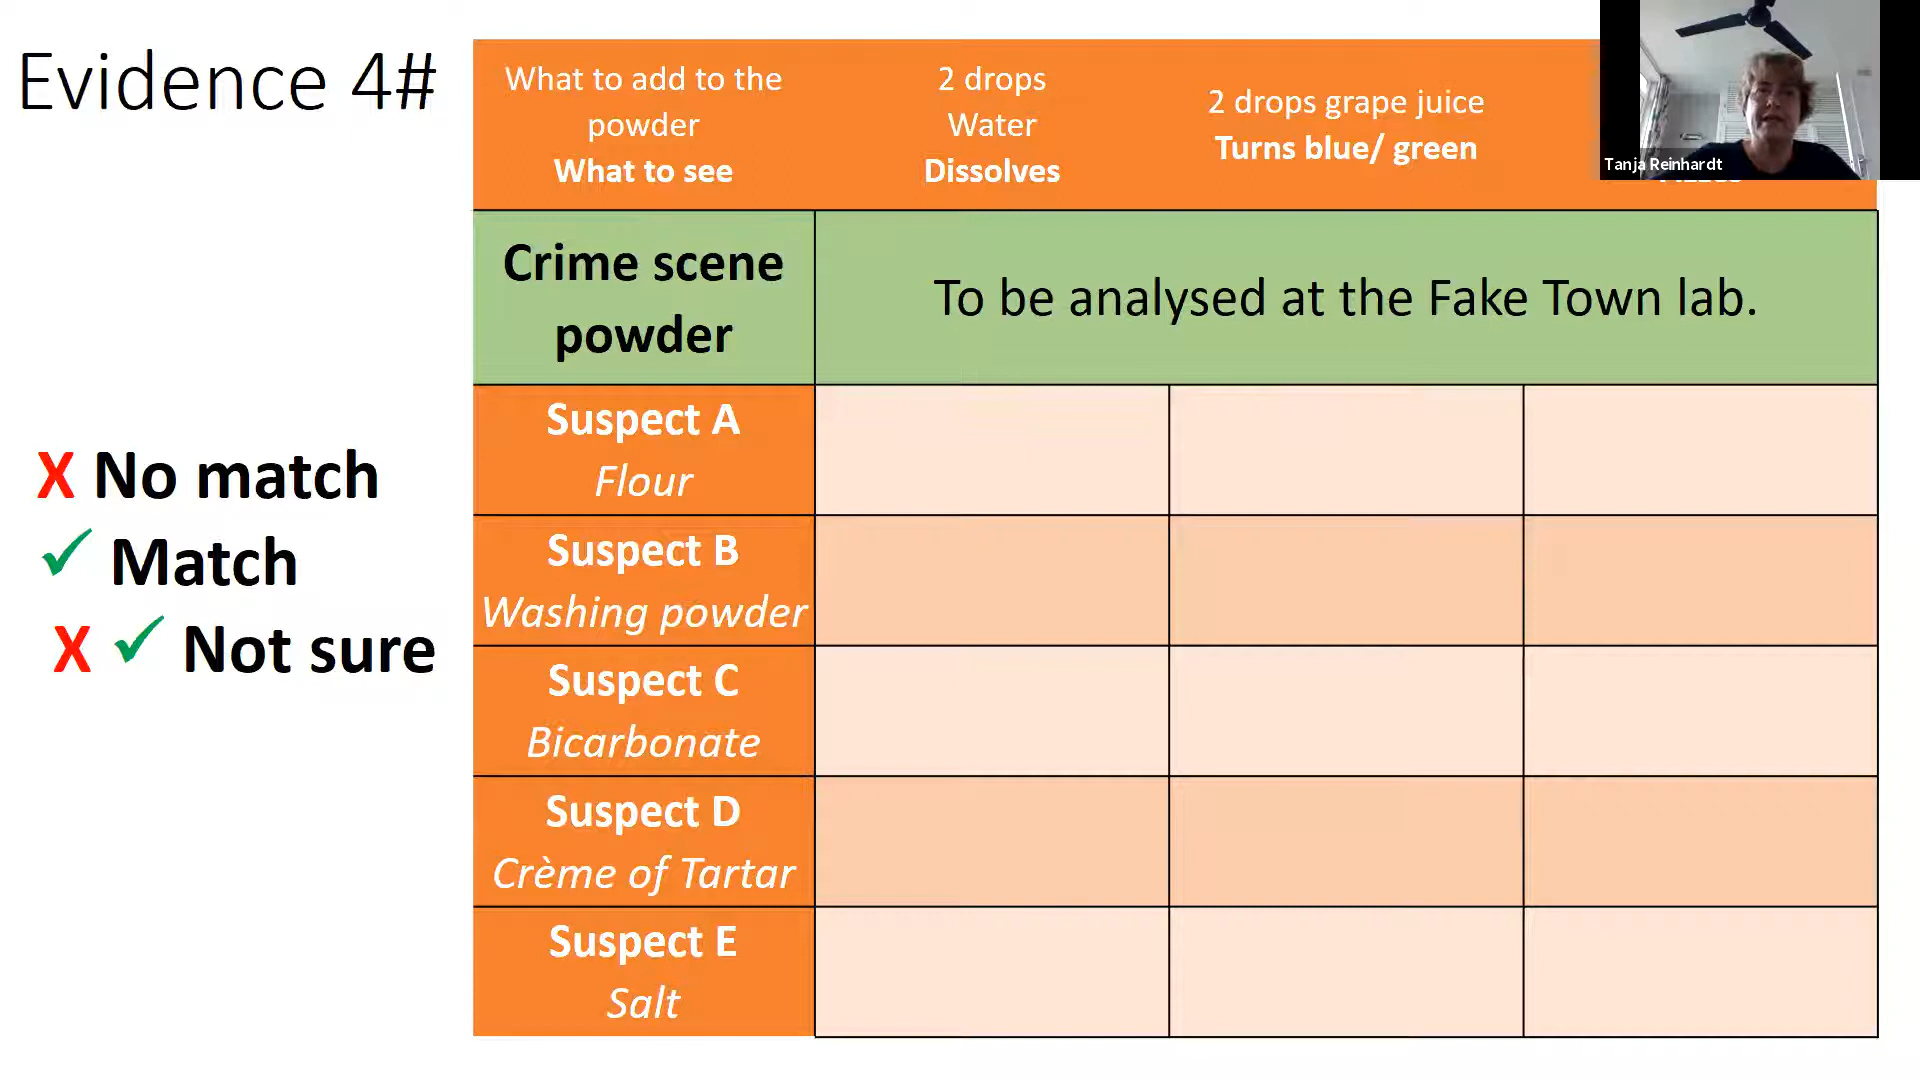 Evidence 4#
What to add to the
powder
What to see
2 drops
Water
Dissolves
2 drops grape juice
Turns blue/ green
Tanja Reinhardt
Crime scene
powder
To be analysed at the Fake Town lab.
Suspect A
Flour
Suspect B
Washing powder
Suspect C
Bicarbonate
Suspect D
Crème of Tartar
Suspect E
Salt
X No match
✓ Match
X ✓ Not sure